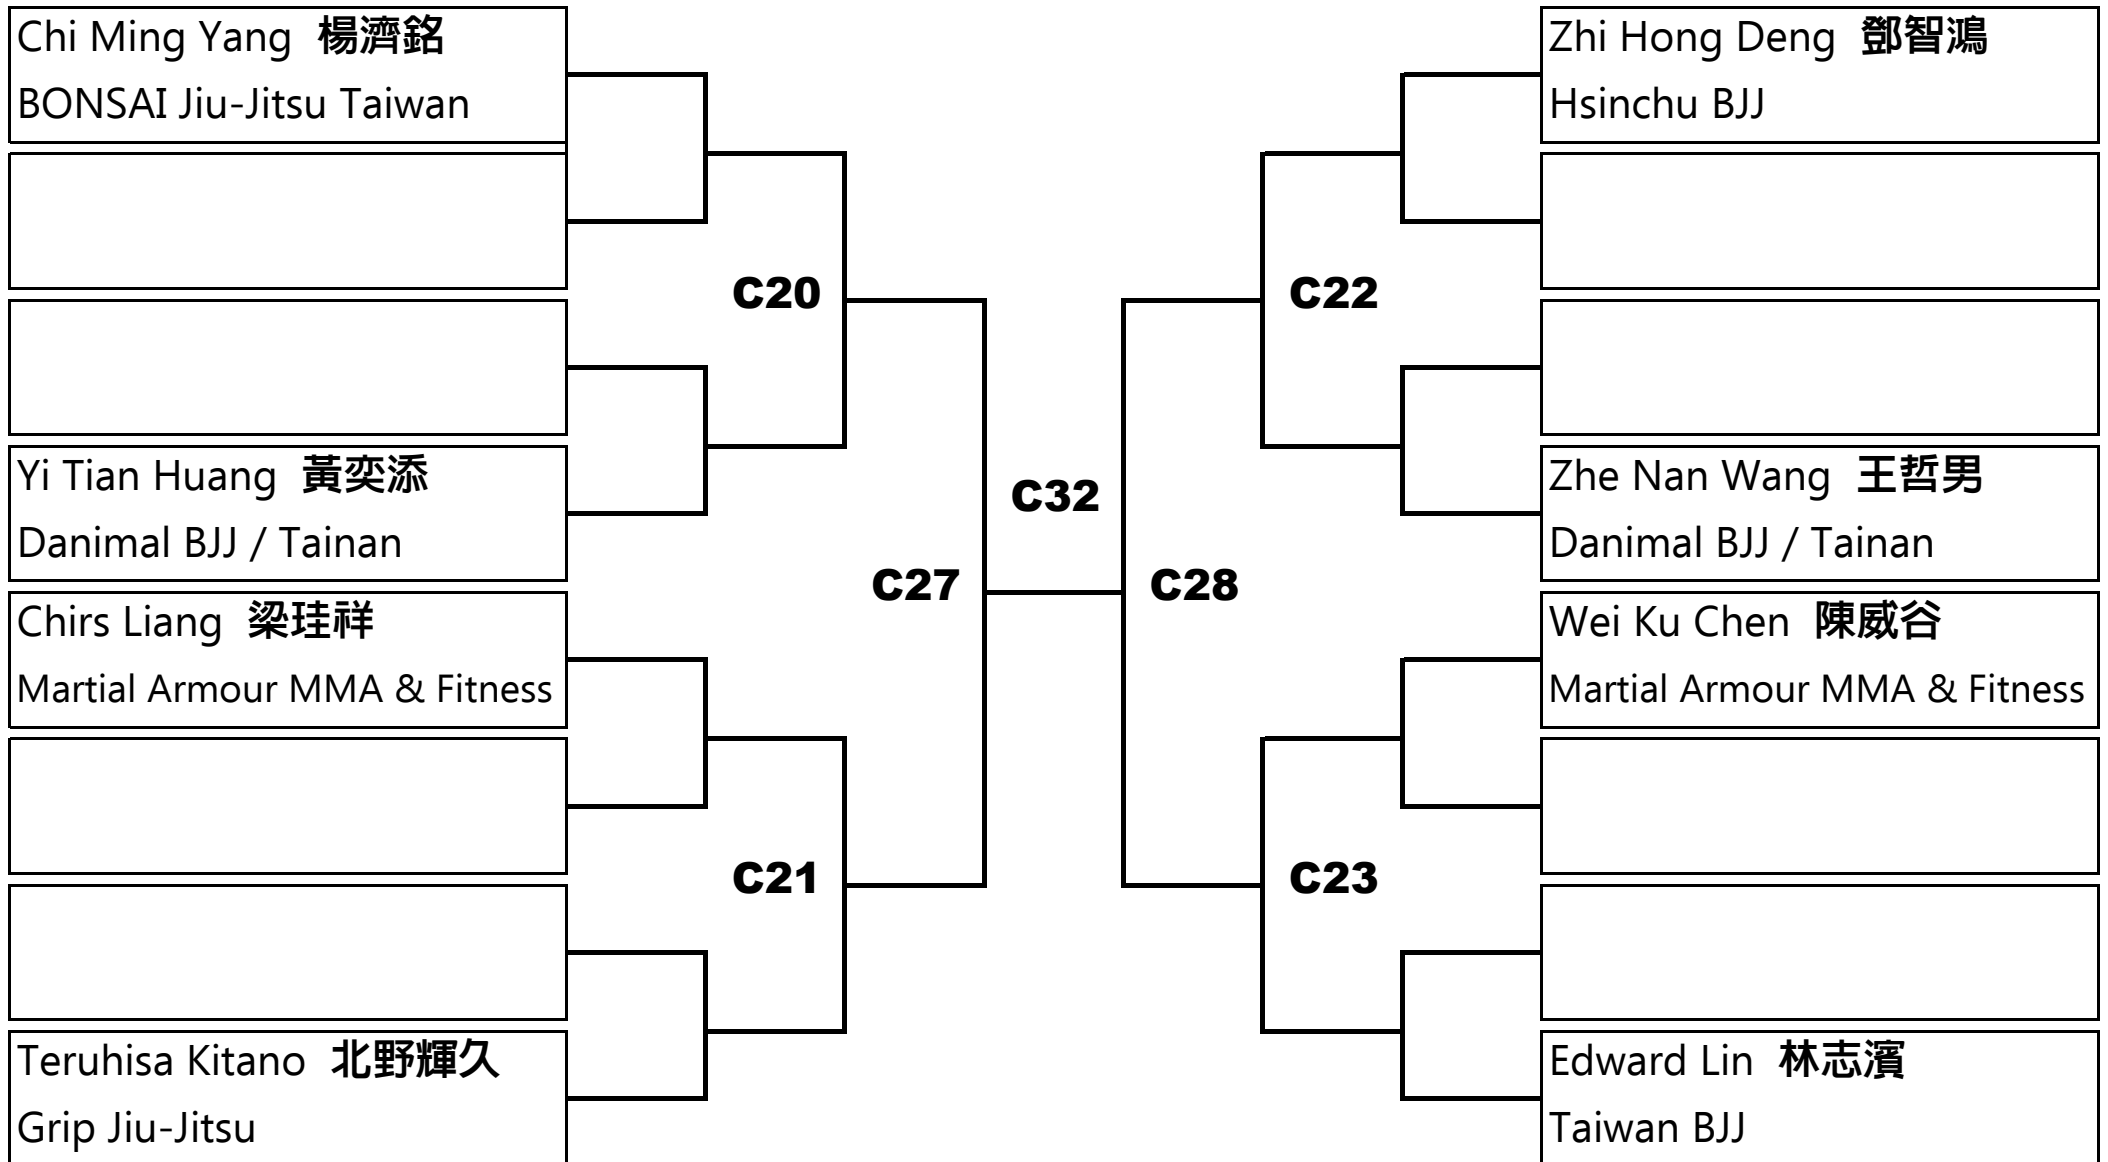 Chi Ming Yang 楊濟銘
BONSAI Jiu-Jitsu Taiwan
Yi Tian Huang 黃奕添
Danimal BJJ / Tainan
Chirs Liang 梁珪祥
Martial Armour MMA & Fitness
Teruhisa Kitano 北野輝久
Grip Jiu-Jitsu
C20
C21
C27
C32
C28
C22
C23
Zhi Hong Deng 鄧智鴻
Hsinchu BJJ
Zhe Nan Wang 王哲男
Danimal BJJ / Tainan
Wei Ku Chen 陳威谷
Martial Armour MMA & Fitness
Edward Lin 林志濱
Taiwan BJJ